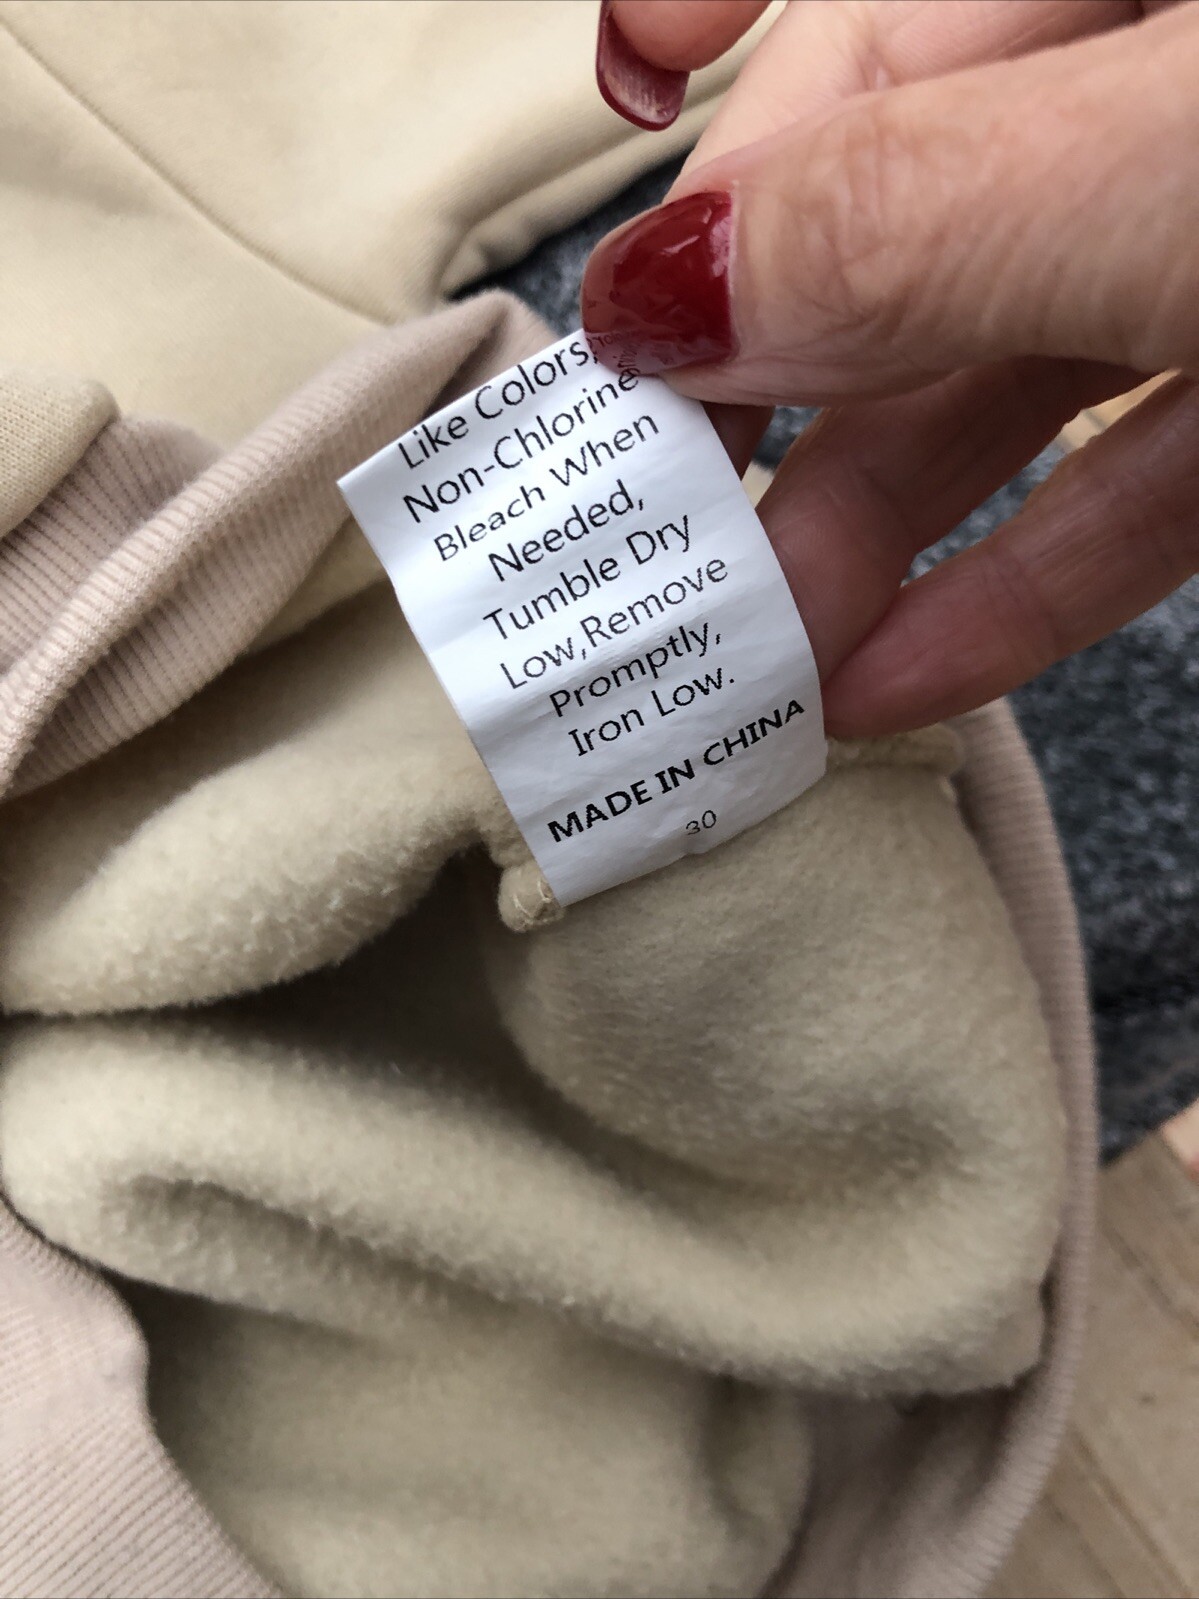 Like Colors,
Non-Chlorine
Bleach When
Needed,
Tumble Dry
Low,Remove
Promptly,
Iron Low.
MADE IN CHINA
30